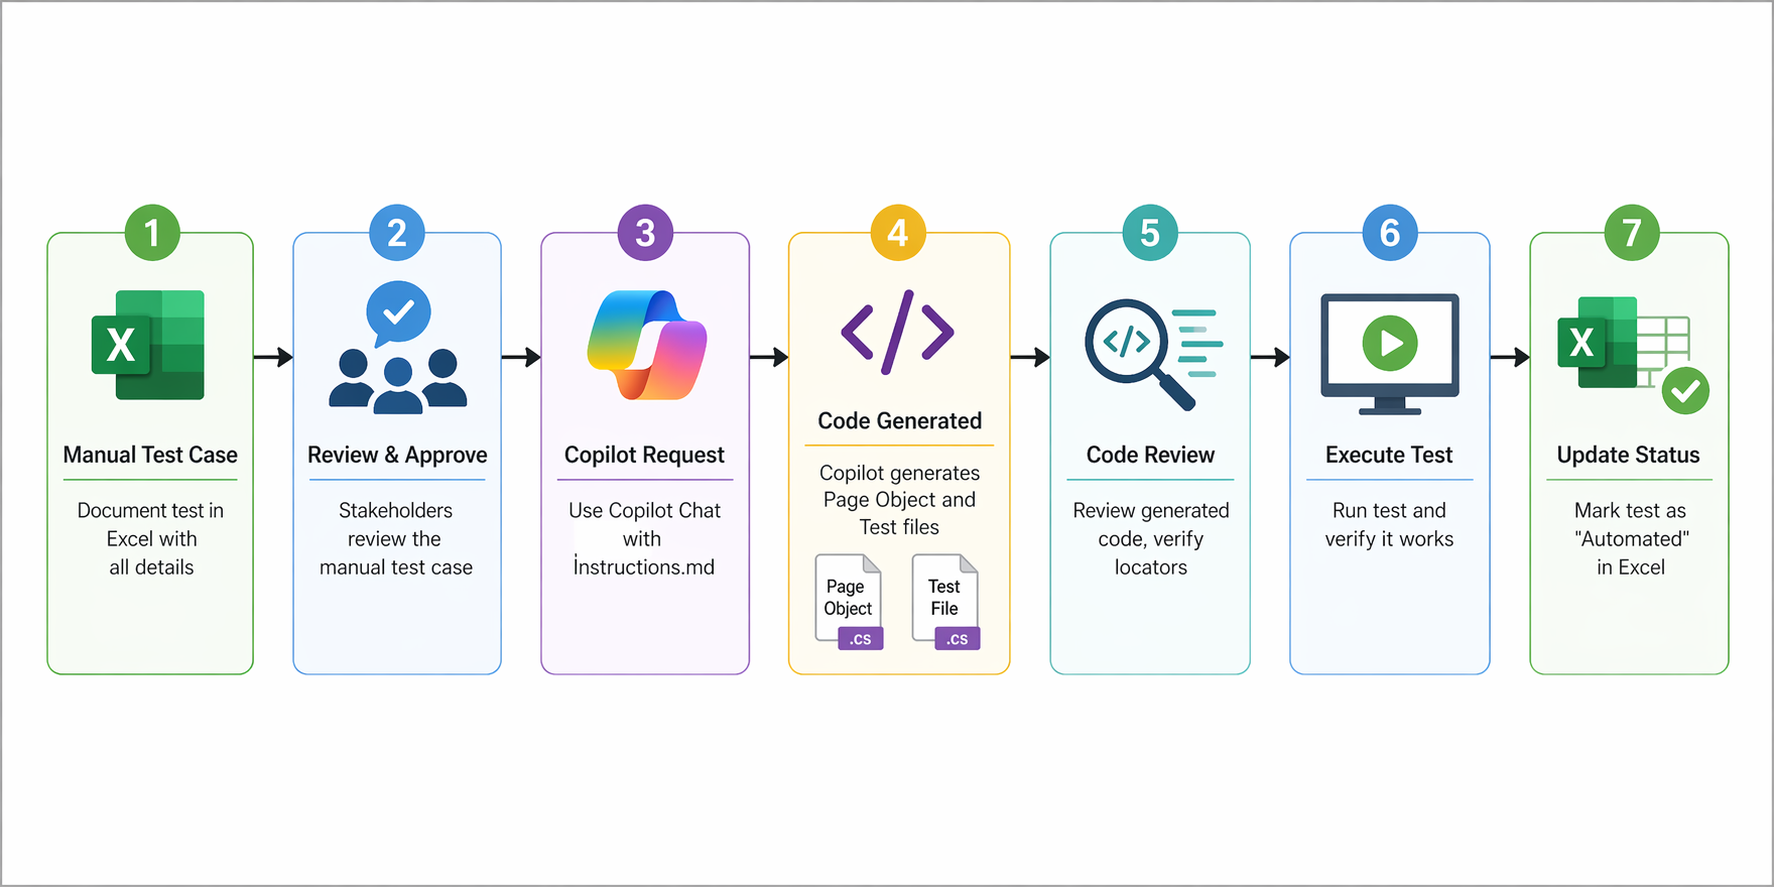 1
X
Manual Test Case
Document test in
Excel with
all details
2
Review & Approve
Stakeholders
review the
manual test case
3
Copilot Request
Use Copilot Chat
with
instructions.md
4
</>
Code Generated
Copilot generates
Page Object and
Test files
Page
Object
.cs
Test
File
.cs
5
</>
Code Review
Review generated
code, verify
locators
6
Execute Test
Run test and
verify it works
7
X
Update Status
Mark test as
"Automated"
in Excel